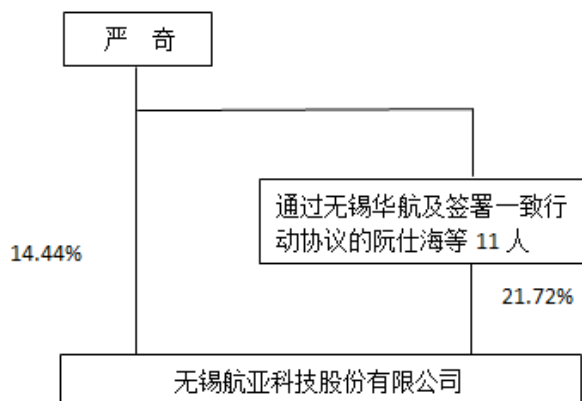 严 奇
通过无锡华航及签署一致行
动协议的阮仕海等 11 人
14.44%
21.72%
无锡航亚科技股份有限公司